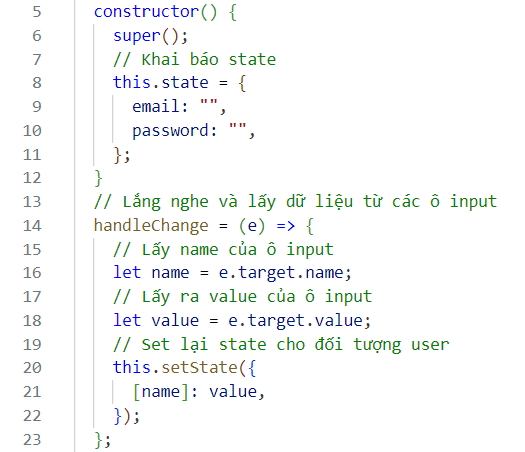 5 constructor() {
6 super();
7 // Khai báo state
8 this.state = {
9 email: "",
10 password: "",
11 };
12 }
13 // Lắng nghe và lấy dữ liệu từ các ô input
14 handleChange = (e) => {
15 // Lấy name của ô input
16 let name = e.target.name;
17 // Lấy ra value của ô input
18 let value = e.target.value;
19 // Set lại state cho đối tượng user
20 this.setState({
21 [name]: value,
22 });
23 };